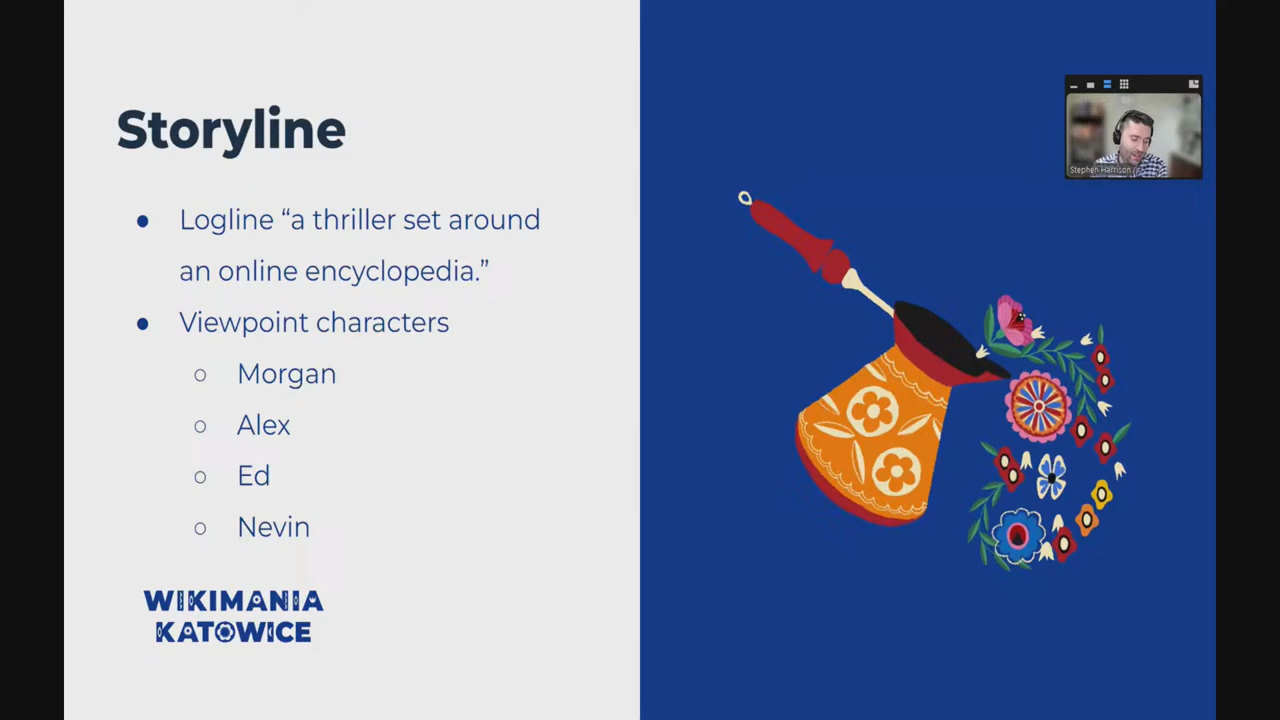 Storyline
● Logline “a thriller set around
an online encyclopedia.”
● Viewpoint characters
○ Morgan
○ Alex
○ Ed
○ Nevin
WIKIMANIA
KATOWICE
Stephen Harrison